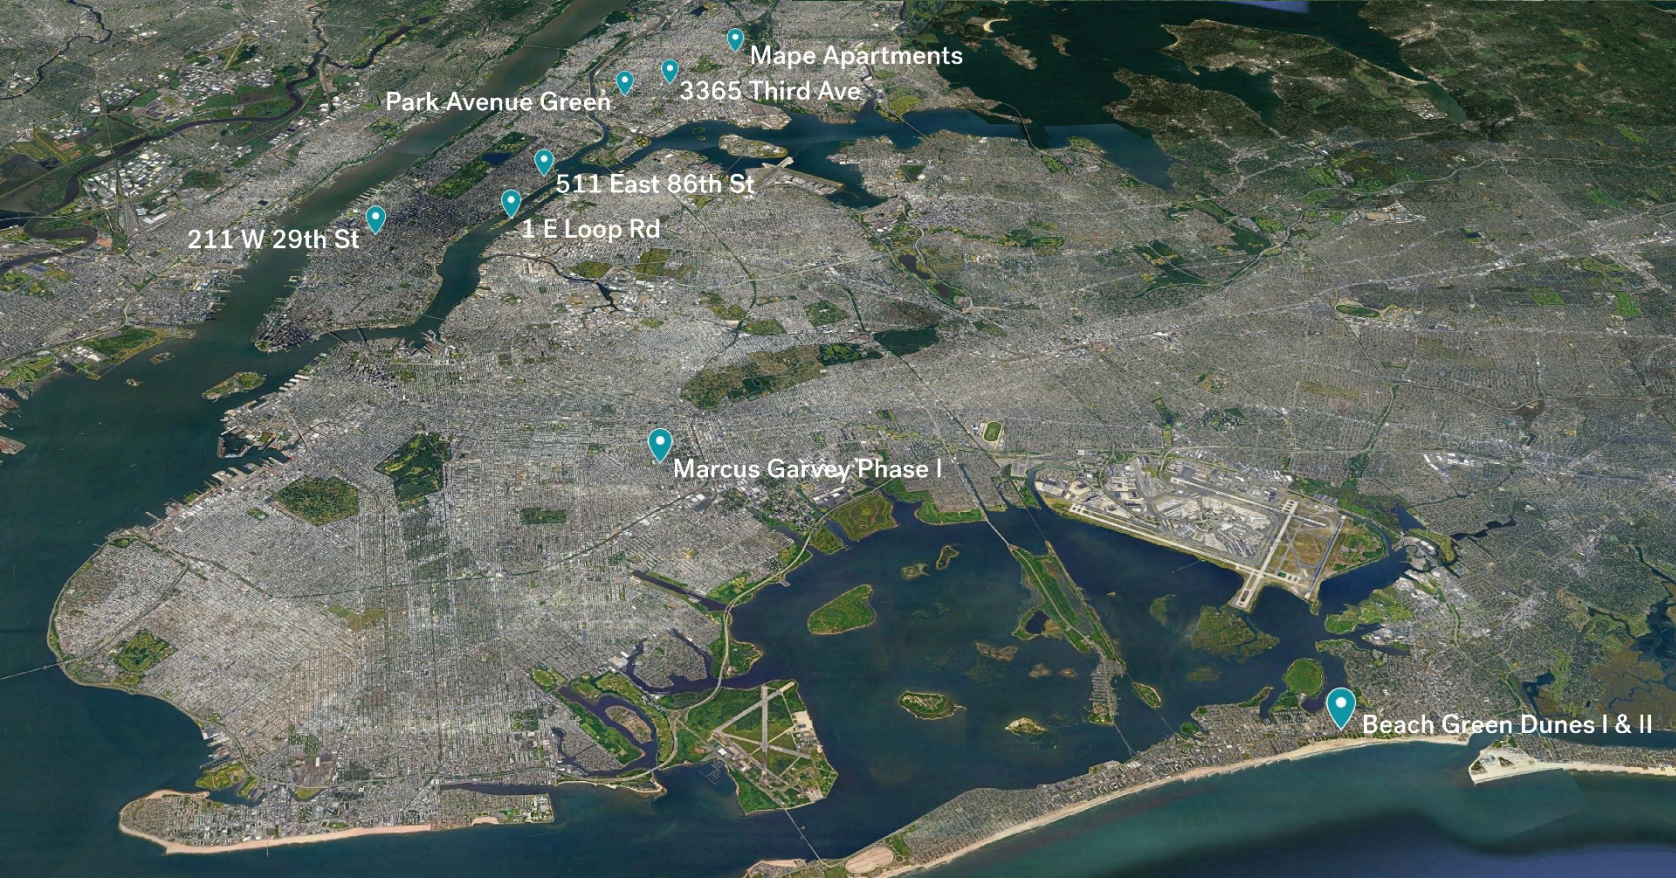 Mape Apartments
3365 Third Ave
Park Avenue Green
511 East 86th St
1 E Loop Rd
211 W 29th St
Marcus Garvey Phase I
Beach Green Dunes I & II